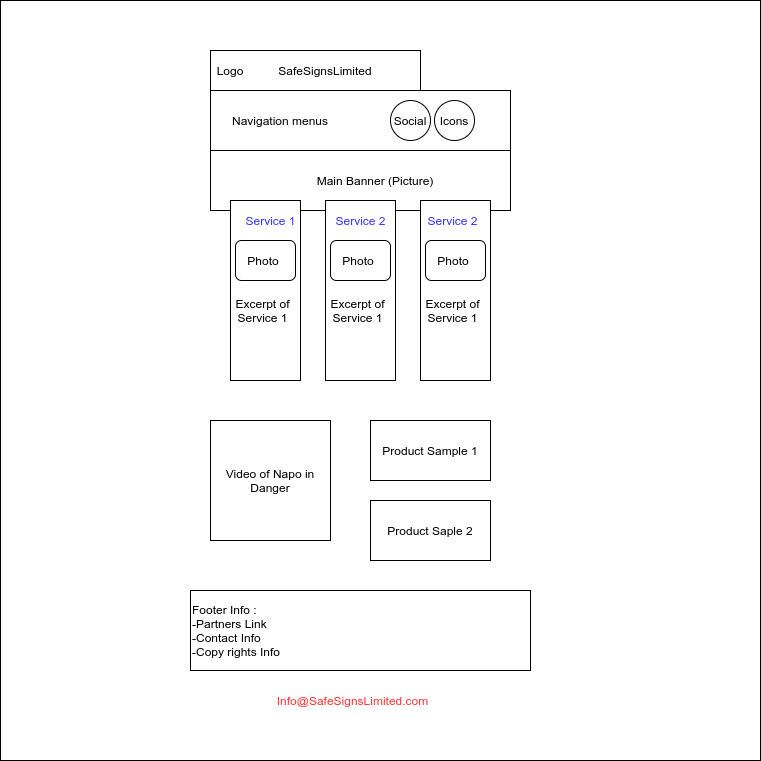 Logo SafeSignsLimited
Navigation menus Social Icons
Main Banner (Picture)
Service 1 Service 2 Service 2
Photo Photo Photo
Excerpt of Excerpt of Excerpt of
Service 1 Service 1 Service 1
Video of Napo in
Danger
Product Sample 1
Product Saple 2
Footer Info :
-Partners Link
-Contact Info
-Copy rights Info
Info@SafeSignsLimited.com